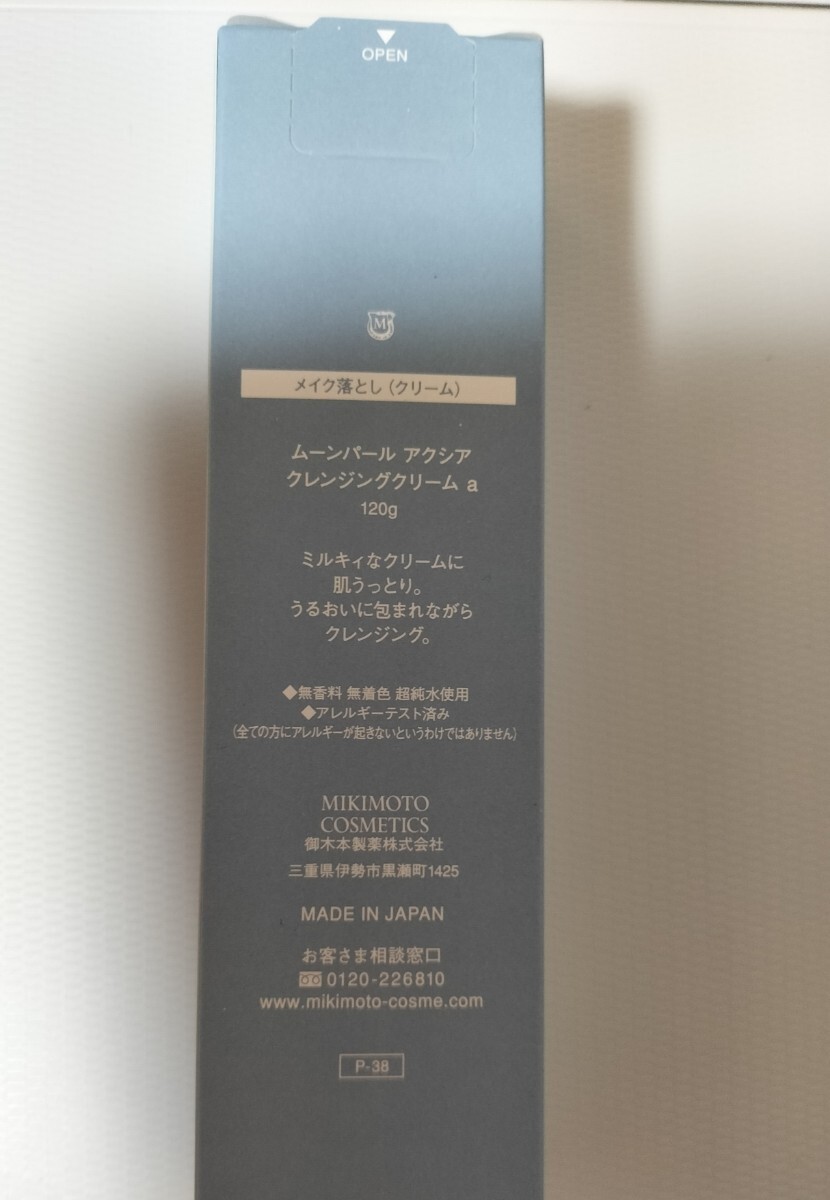 OPEN
M
メイク落とし(クリーム)
ムーンパール アクシア
クレンジングクリーム a
120g
ミルキィなクリームに
肌うっとり。
うるおいに包まれながら
クレンジング。
◆無香料 無着色 超純水使用
◆アレルギーテスト済み
(全ての方にアレルギーが起きないというわけではありません)
MIKIMOTO
COSMETICS
御木本製薬株式会社
三重県伊勢市黒瀬町1425
MADE IN JAPAN
お客さま相談窓口
0120-226810
www.mikimoto-cosme.com
P-38